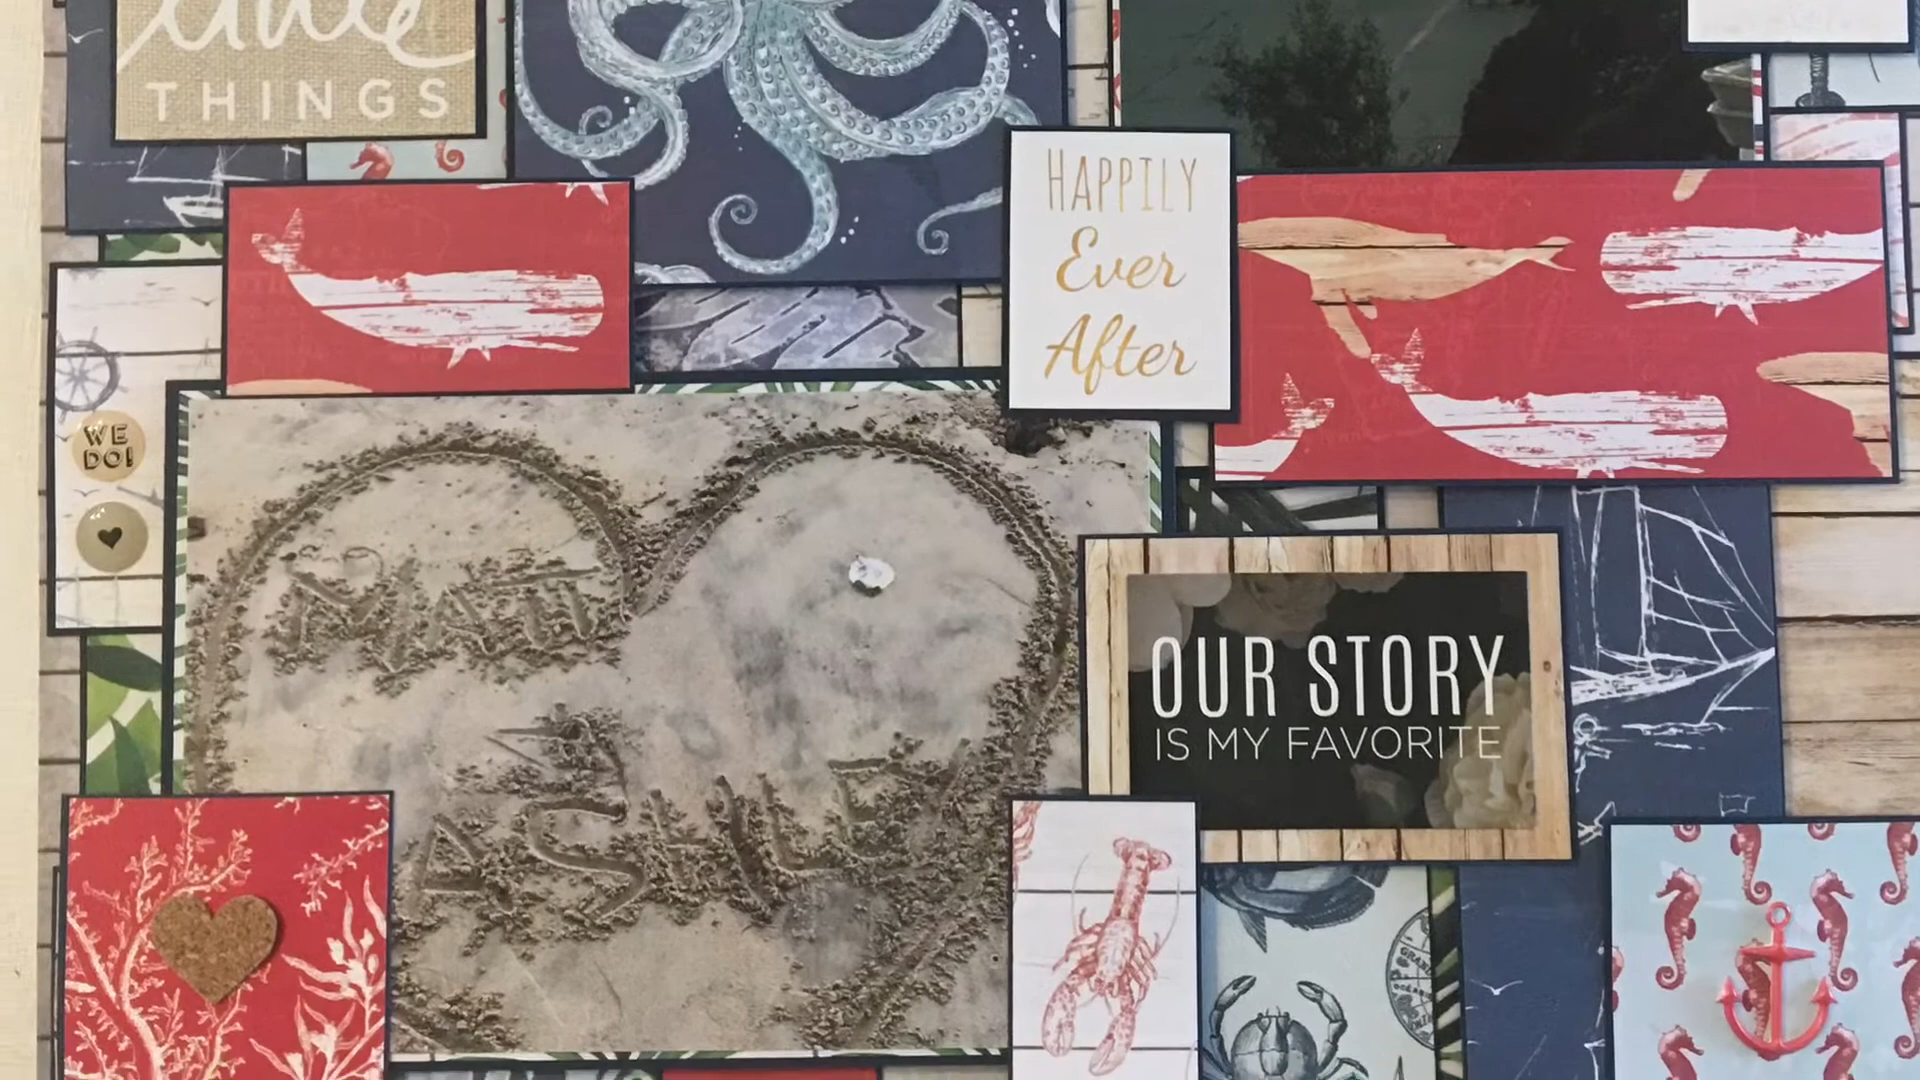 THINGS
HAPPILY
Ever
After
WE
DO!
MATT
ASHLEY
OUR STORY
IS MY FAVORITE